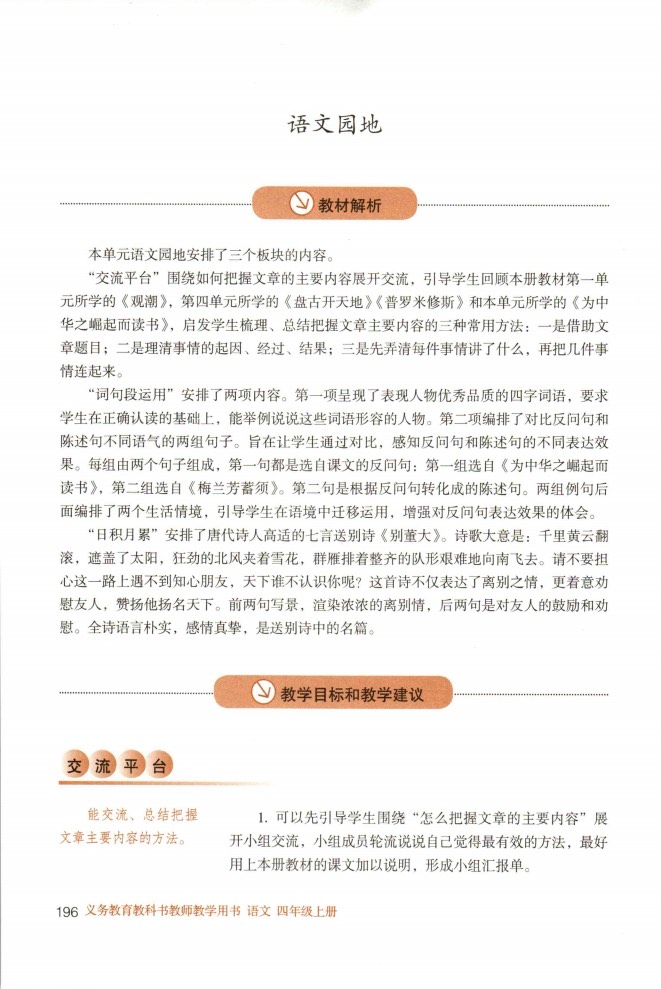 语文园地
教材解析
本单元语文园地安排了三个板块的内容。
“交流平台”围绕如何把握文章的主要内容展开交流，引导学生回顾本册教材第一单
元所学的《观潮》，第四单元所学的《盘古开天地》《普罗米修斯》和本单元所学的《为中
华之崛起而读书》，启发学生梳理、总结把握文章主要内容的三种常用方法：一是借助文
章题目；二是理清事情的起因、经过、结果；三是先弄清每件事情讲了什么，再把几件事
情连起来。
“词句段运用”安排了两项内容。第一项呈现了表现人物优秀品质的四字词语，要求
学生在正确认读的基础上，能举例说说这些词语形容的人物。第二项编排了对比反问句和
陈述句不同语气的两组句子。旨在让学生通过对比，感知反问句和陈述句的不同表达效
果。每组由两个句子组成，第一句都是选自课文的反问句：第一组选自《为中华之崛起而
读书》，第二组选自《梅兰芳蓄须》。第二句是根据反问句转化成的陈述句。两组例句后
面编排了两个生活情境，引导学生在语境中迁移运用，增强对反问句表达效果的体会。
“日积月累”安排了唐代诗人高适的七言送别诗《别董大》。诗歌大意是：千里黄云翻
滚，遮盖了太阳，狂劲的北风夹着雪花，群雁排着整齐的队形艰难地向南飞去。请不要担
心这一路上遇不到知心朋友，天下谁不认识你呢？这首诗不仅表达了离别之情，更着意劝
慰友人，赞扬他扬名天下。前两句写景，渲染浓浓的离别情，后两句是对友人的鼓励和劝
慰。全诗语言朴实，感情真挚，是送别诗中的名篇。
教学目标和教学建议
交流平台
能交流、总结把握
文章主要内容的方法。
1. 可以先引导学生围绕“怎么把握文章的主要内容”展
开小组交流，小组成员轮流说说自己觉得最有效的方法，最好
用上本册教材的课文加以说明，形成小组汇报单。
196 义务教育教科书教师教学用书 语文 四年级上册